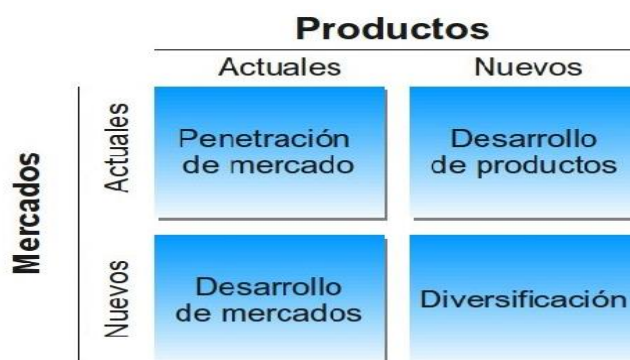 Productos
Actuales
Nuevos
Mercados
Actuales
Penetración
de mercado
Desarrollo
de productos
Nuevos
Desarrollo
de mercados
Diversificación